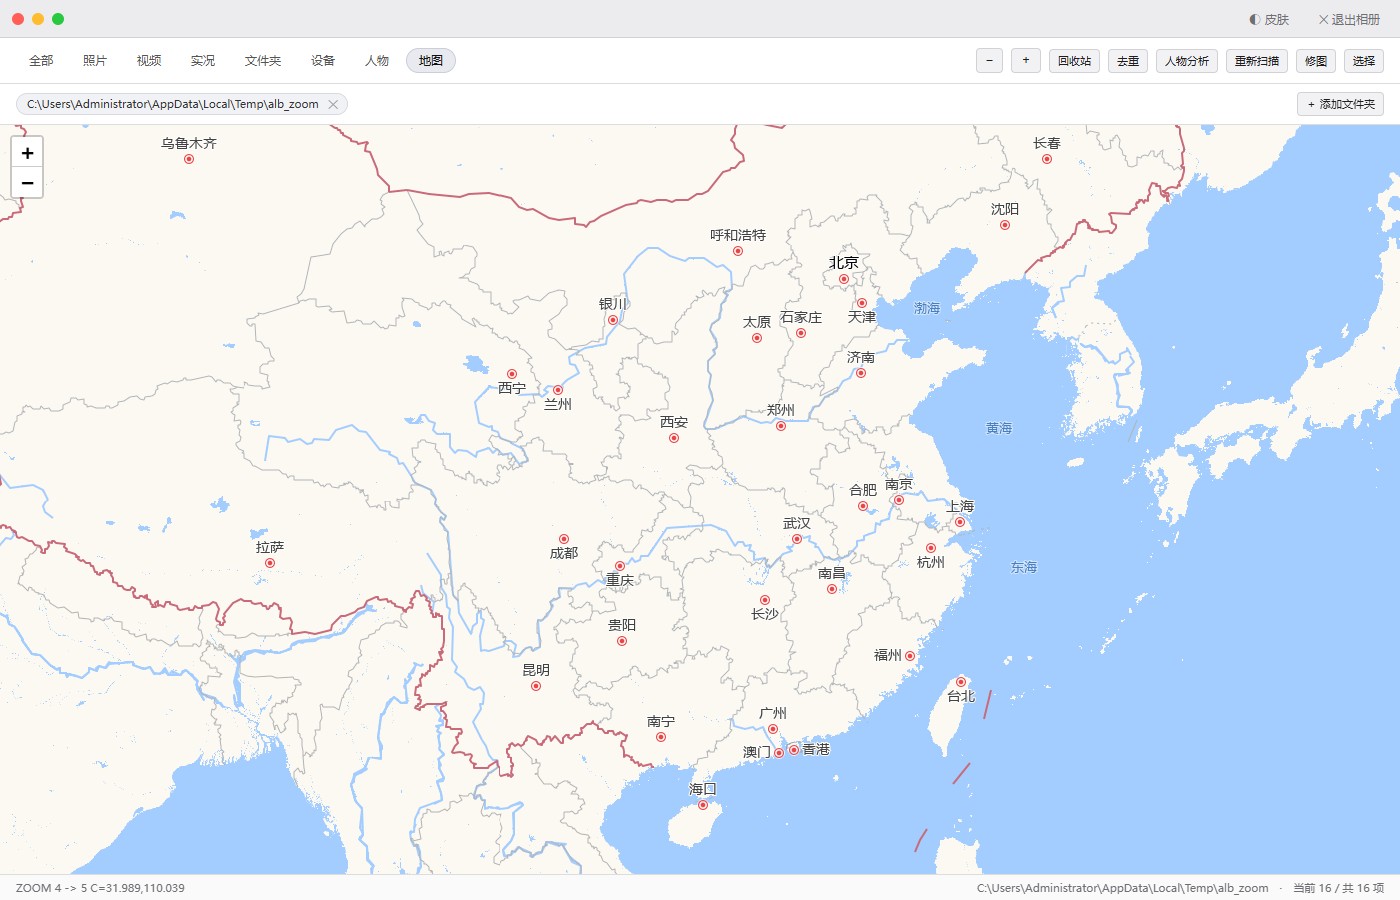 皮肤
退出相册
全部 照片 视频 实况 文件夹 设备 人物 地图
− + 回收站 去重 人物分析 重新扫描 修图 选择
C:\Users\Administrator\AppData\Local\Temp\alb_zoom
+ 添加文件夹
+
−
乌鲁木齐
长春
沈阳
呼和浩特
北京
银川
渤海
天津
太原
石家庄
济南
西宁
兰州
郑州
西安
黄海
合肥
南京
上海
武汉
拉萨
成都
杭州
东海
重庆
南昌
长沙
贵阳
福州
昆明
台北
广州
南宁
澳门
香港
海口
ZOOM 4 -> 5 C=31.989,110.039
C:\Users\Administrator\AppData\Local\Temp\alb_zoom · 当前 16 / 共 16 项